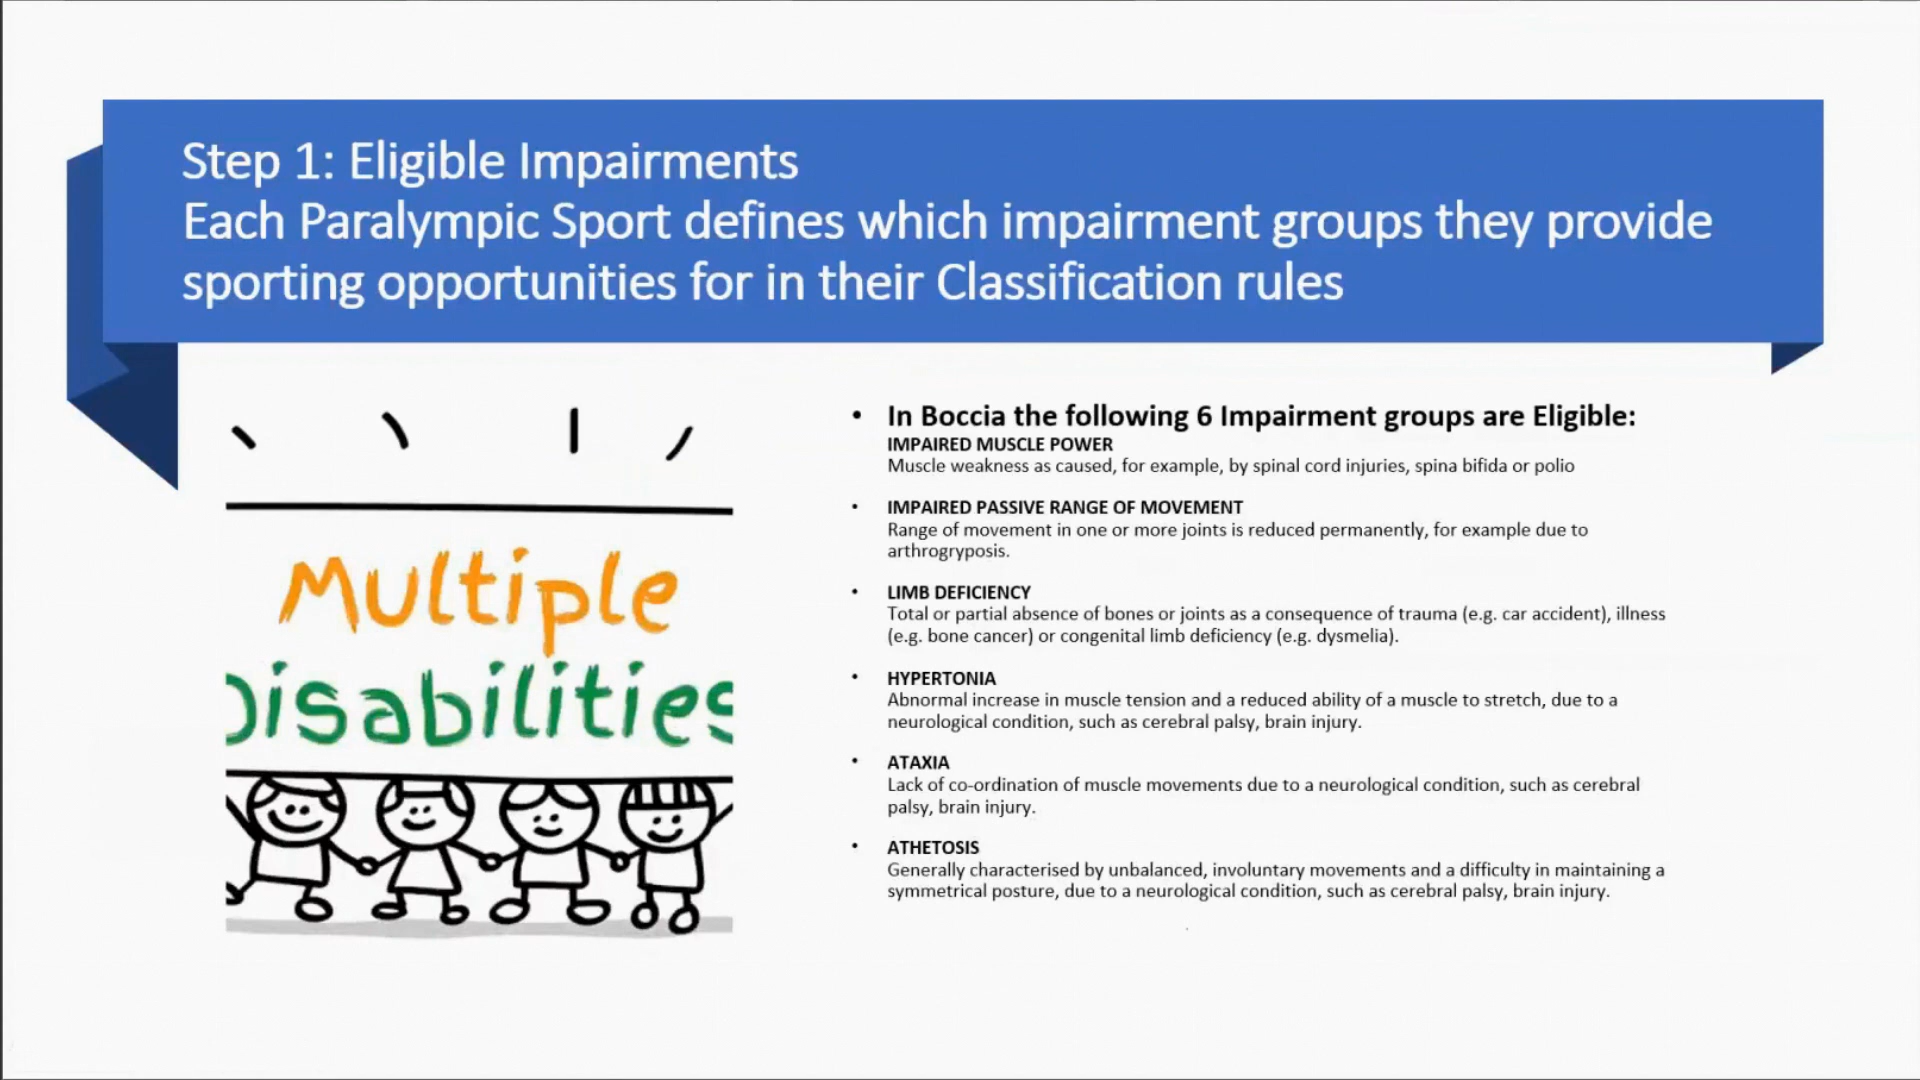 Step 1: Eligible Impairments
Each Paralympic Sport defines which impairment groups they provide
sporting opportunities for in their Classification rules
Multiple
Disabilities
• In Boccia the following 6 Impairment groups are Eligible:
IMPAIRED MUSCLE POWER
Muscle weakness as caused, for example, by spinal cord injuries, spina bifida or polio
• IMPAIRED PASSIVE RANGE OF MOVEMENT
Range of movement in one or more joints is reduced permanently, for example due to
arthrogryposis.
• LIMB DEFICIENCY
Total or partial absence of bones or joints as a consequence of trauma (e.g. car accident), illness
(e.g. bone cancer) or congenital limb deficiency (e.g. dysmelia).
• HYPERTONIA
Abnormal increase in muscle tension and a reduced ability of a muscle to stretch, due to a
neurological condition, such as cerebral palsy, brain injury.
• ATAXIA
Lack of co-ordination of muscle movements due to a neurological condition, such as cerebral
palsy, brain injury.
• ATHETOSIS
Generally characterised by unbalanced, involuntary movements and a difficulty in maintaining a
symmetrical posture, due to a neurological condition, such as cerebral palsy, brain injury.